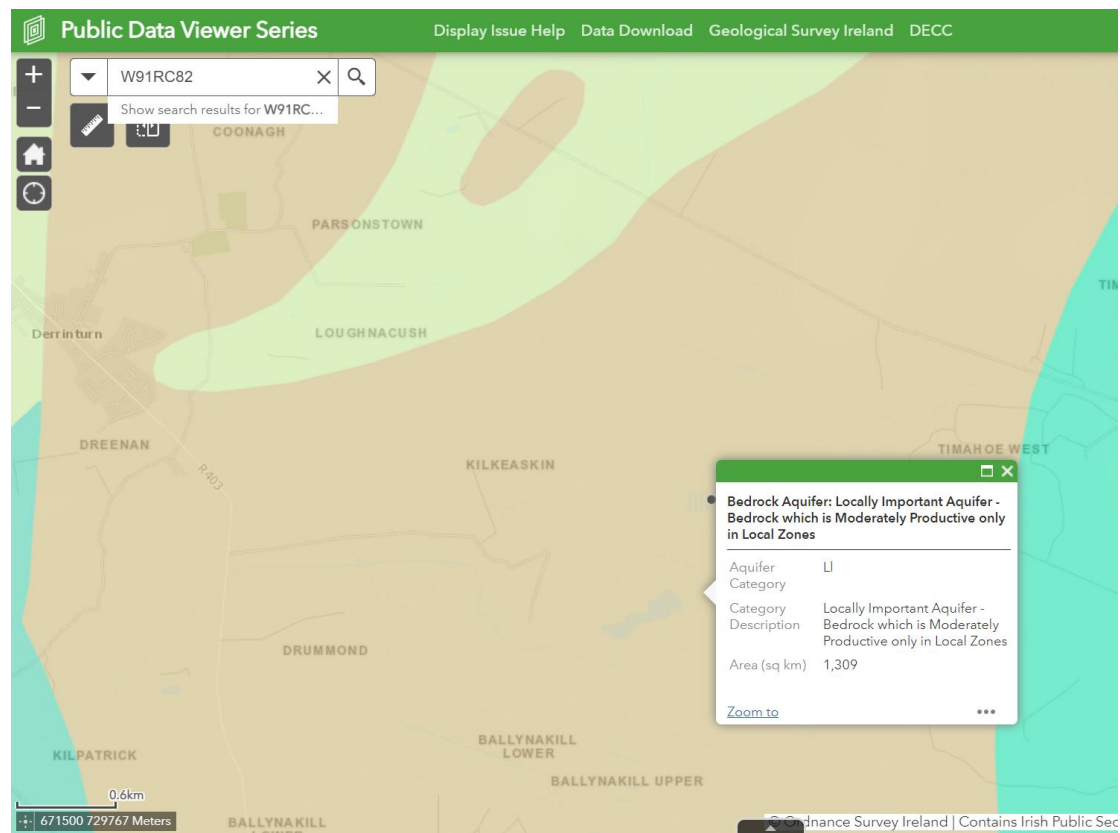 Public Data Viewer Series
Display Issue Help Data Download Geological Survey Ireland DECC
W91RC82
Show search results for W91RC...
COONAGH
PARSONSTOWN
TIM
Derrinturn
LOUGHNACUSH
DREENAN
R403
KILKEASKIN
TIMAHOE WEST
Bedrock Aquifer: Locally Important Aquifer -
Bedrock which is Moderately Productive only
in Local Zones
Aquifer
Category
Ll
Category
Description
Locally Important Aquifer -
Bedrock which is Moderately
Productive only in Local Zones
Area (sq km) 1,309
Zoom to
DRUMMOND
BALLYNAKILL
LOWER
KILPATRICK
BALLYNAKILL UPPER
0.6km
671500 729767 Meters
BALLYNAKILL
© Ordnance Survey Ireland | Contains Irish Public Sec